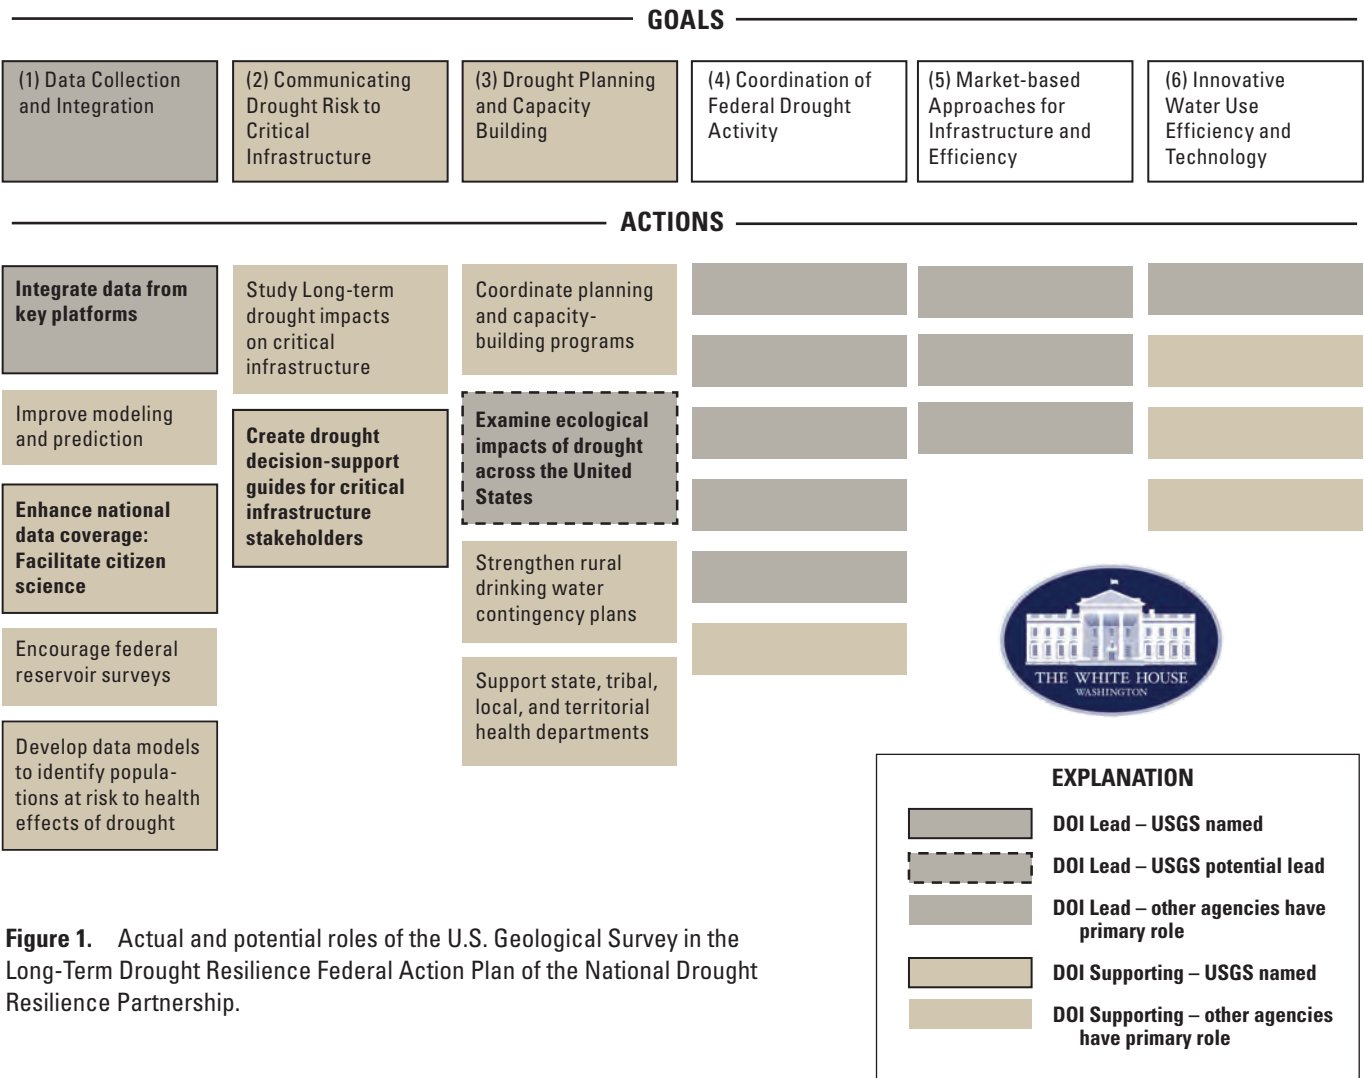 GOALS
(1) Data Collection
and Integration
(2) Communicating
Drought Risk to
Critical
Infrastructure
(3) Drought Planning
and Capacity
Building
(4) Coordination of
Federal Drought
Activity
(5) Market-based
Approaches for
Infrastructure and
Efficiency
(6) Innovative
Water Use
Efficiency and
Technology
ACTIONS
Integrate data from
key platforms
Improve modeling
and prediction
Enhance national
data coverage:
Facilitate citizen
science
Encourage federal
reservoir surveys
Develop data models
to identify popula-
tions at risk to health
effects of drought
Study Long-term
drought impacts
on critical
infrastructure
Create drought
decision-support
guides for critical
infrastructure
stakeholders
Coordinate planning
and capacity-
building programs
Examine ecological
impacts of drought
across the United
States
Strengthen rural
drinking water
contingency plans
Support state, tribal,
local, and territorial
health departments
THE WHITE HOUSE
WASHINGTON
EXPLANATION
DOI Lead – USGS named
DOI Lead – USGS potential lead
DOI Lead – other agencies have
primary role
DOI Supporting – USGS named
DOI Supporting – other agencies
have primary role
Figure 1. Actual and potential roles of the U.S. Geological Survey in the
Long-Term Drought Resilience Federal Action Plan of the National Drought
Resilience Partnership.